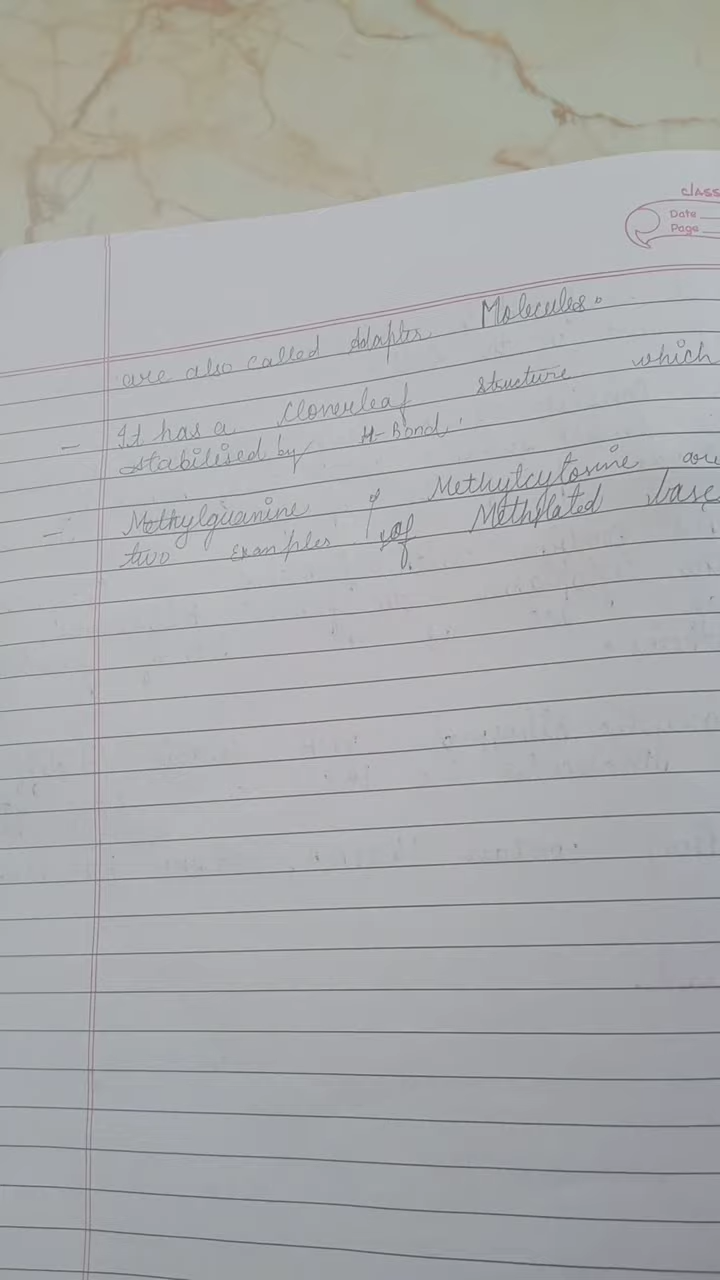 CLASS
Date
Page
are also called Adapter Molecules.
- It has a Cloverleaf structure which
stabilised by H-Bond.
- Methylguanine & Methylcytosine are
two examples of Methylated base